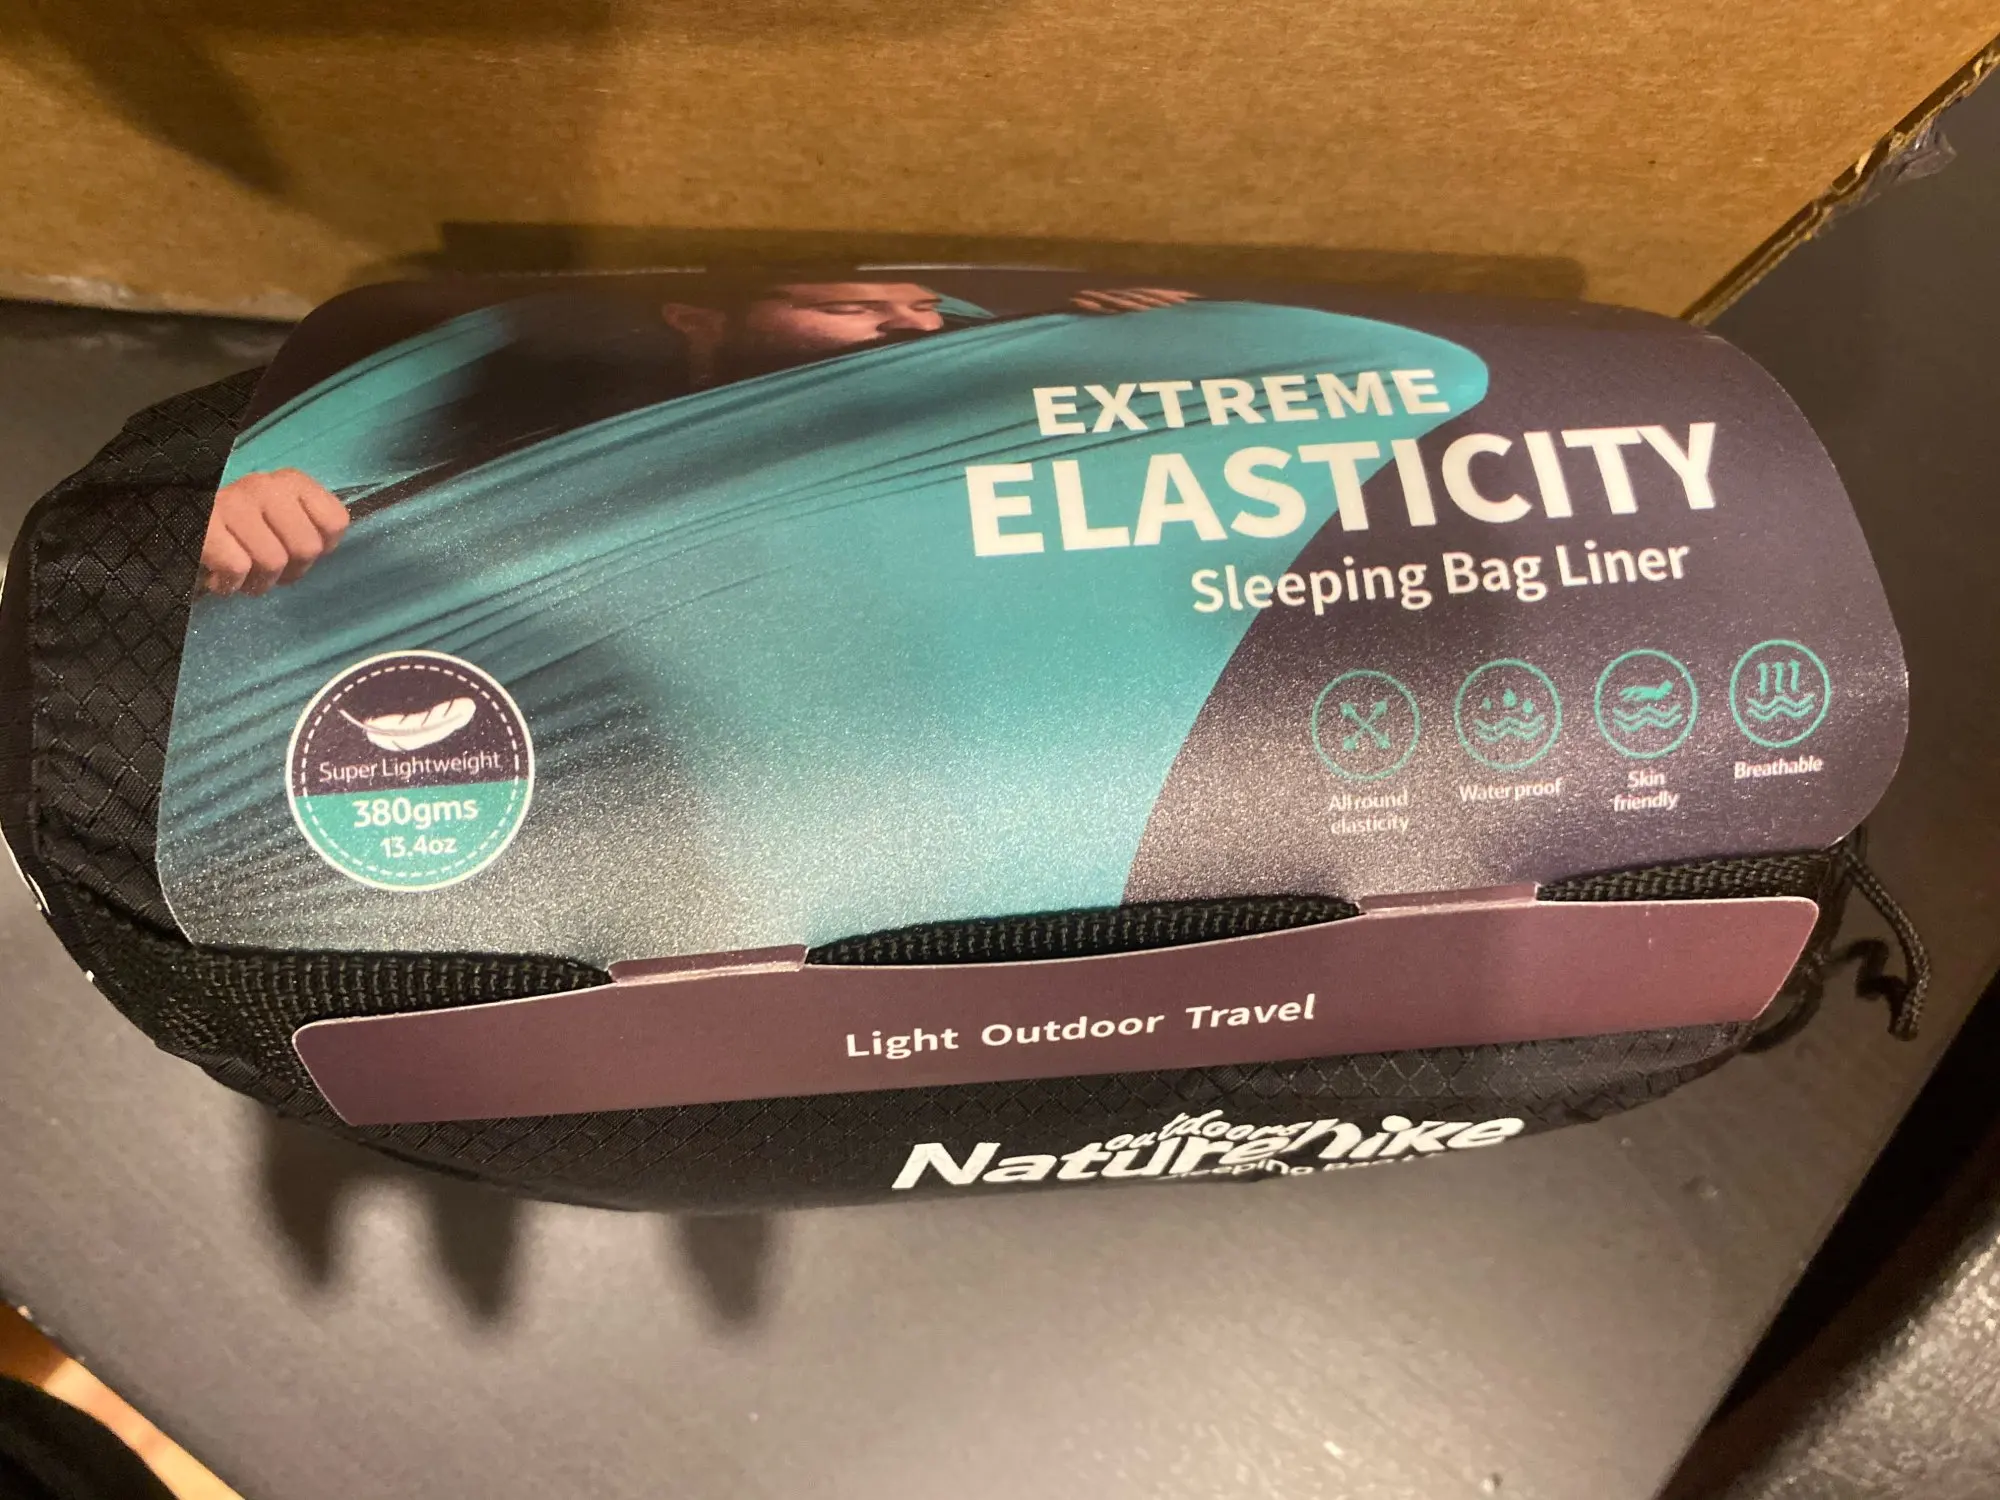 EXTREME
ELASTICITY
Sleeping Bag Liner
Super Lightweight
380gms
13.4oz
All round
elasticity
Water proof
Skin
friendly
Breathable
Light Outdoor Travel
outdoors
Naturehike